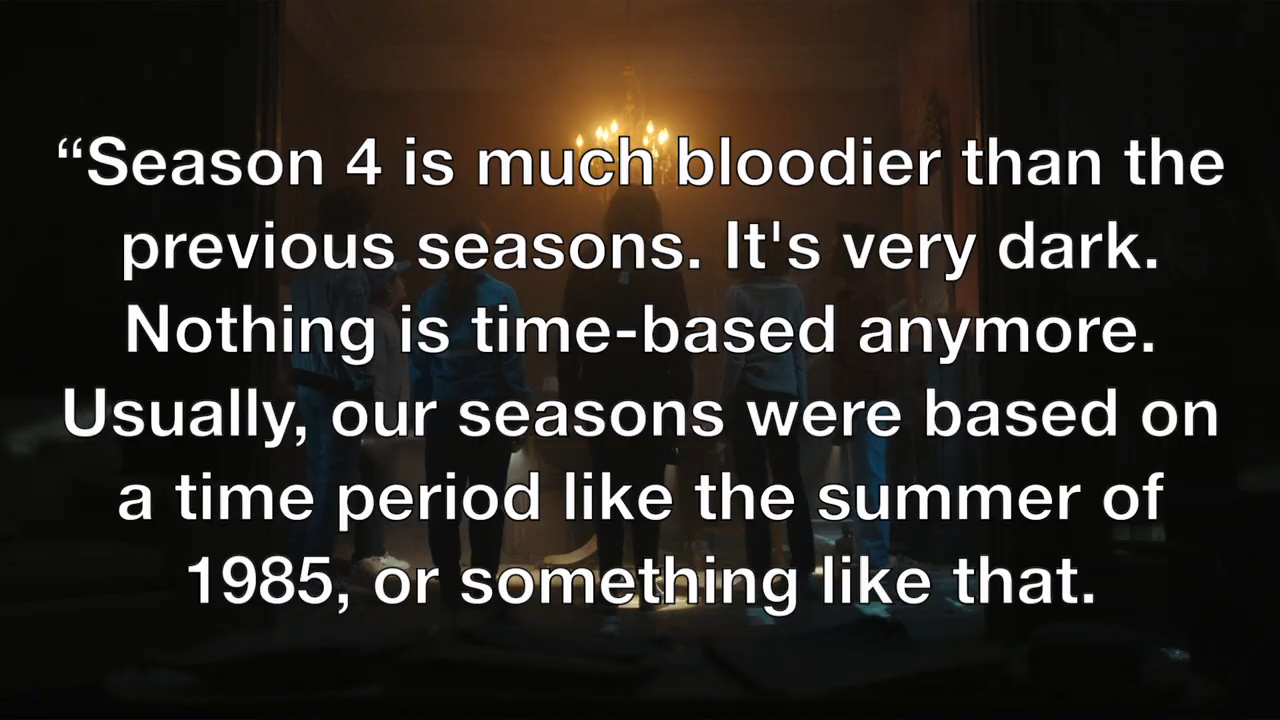 “Season 4 is much bloodier than the
previous seasons. It's very dark.
Nothing is time-based anymore.
Usually, our seasons were based on
a time period like the summer of
1985, or something like that.